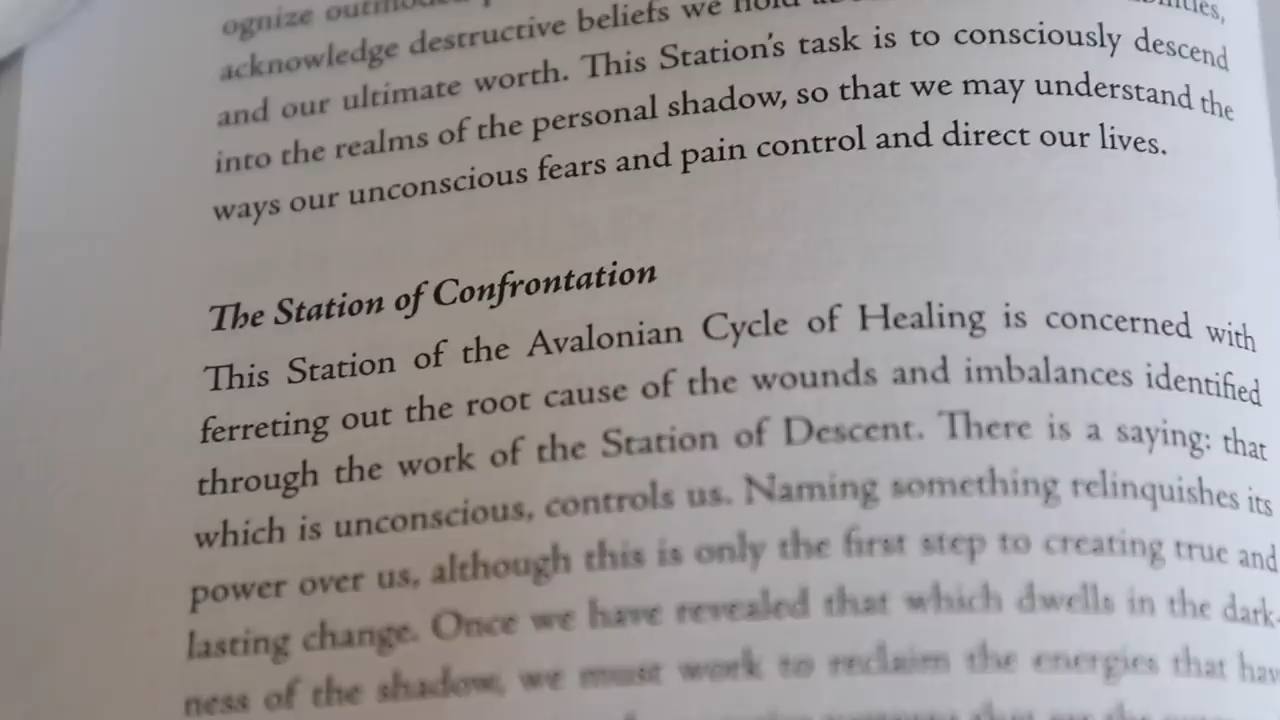 ognize
acknowledge destructive beliefs we hold
and our ultimate worth. This Station's task is to consciously descend
into the realms of the personal shadow, so that we may understand the
ways our unconscious fears and pain control and direct our lives.
The Station of Confrontation
This Station of the Avalonian Cycle of Healing is concerned with
ferreting out the root cause of the wounds and imbalances identified
through the work of the Station of Descent. There is a saying: that
which is unconscious, controls us. Naming something relinquishes its
power over us, although this is only the first step to creating true and
lasting change. Once we have revealed that which dwells in the dark-
ness of the shadow, we must work to reclaim the energies that hav